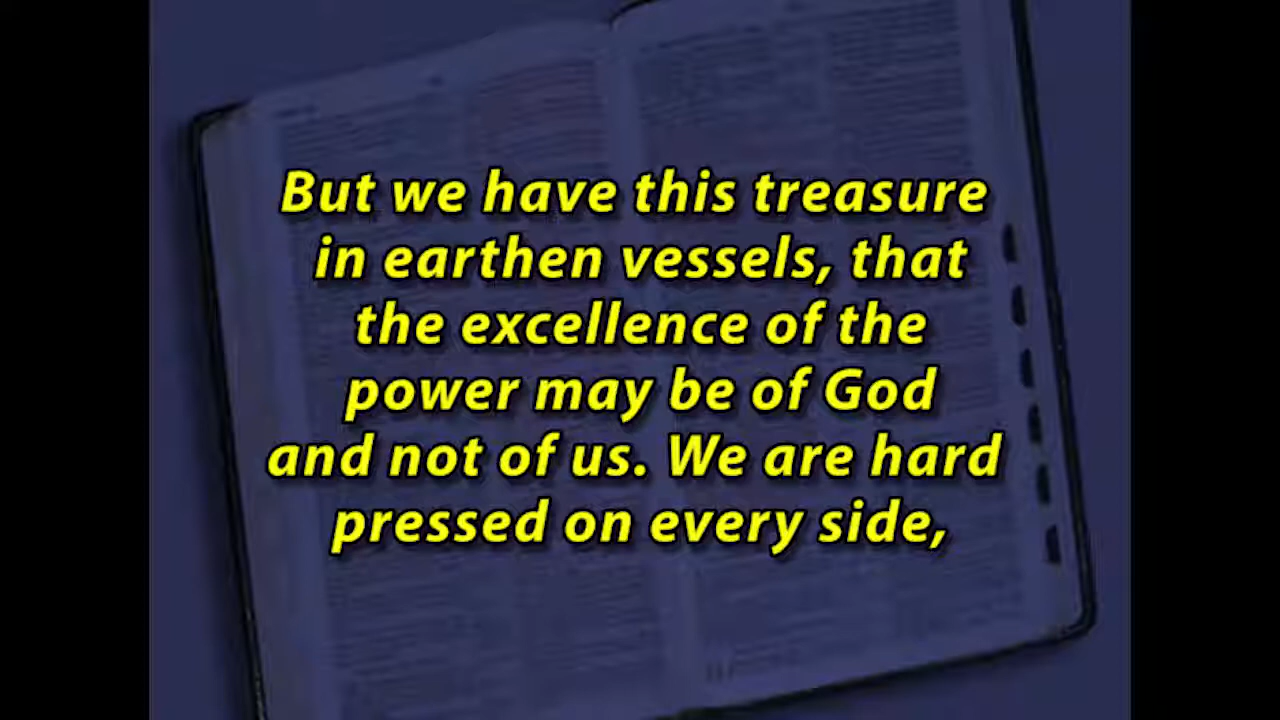 But we have this treasure
in earthen vessels, that
the excellence of the
power may be of God
and not of us. We are hard
pressed on every side,